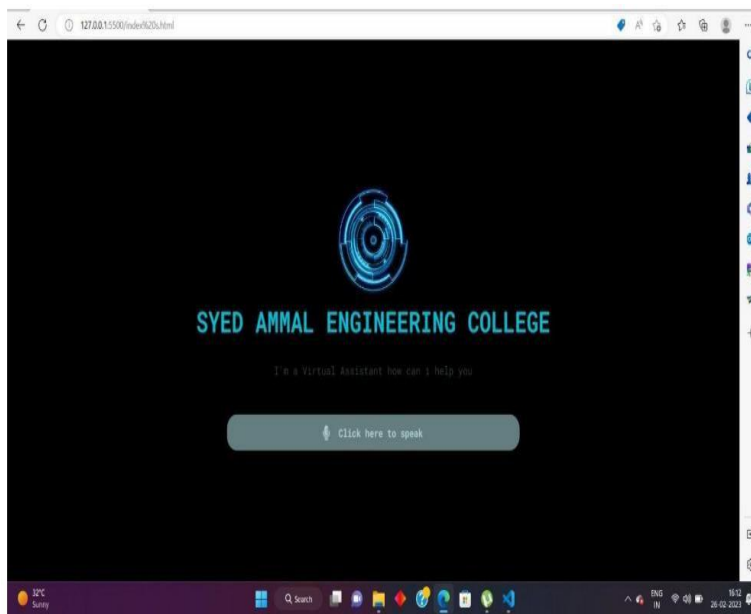 127.0.0.1:5500/index%20s.html
SYED AMMAL ENGINEERING COLLEGE
I'm a Virtual Assistant how can i help you
Click here to speak
32°C
Sunny
Search
ENG
IN
16:12
26-02-2023